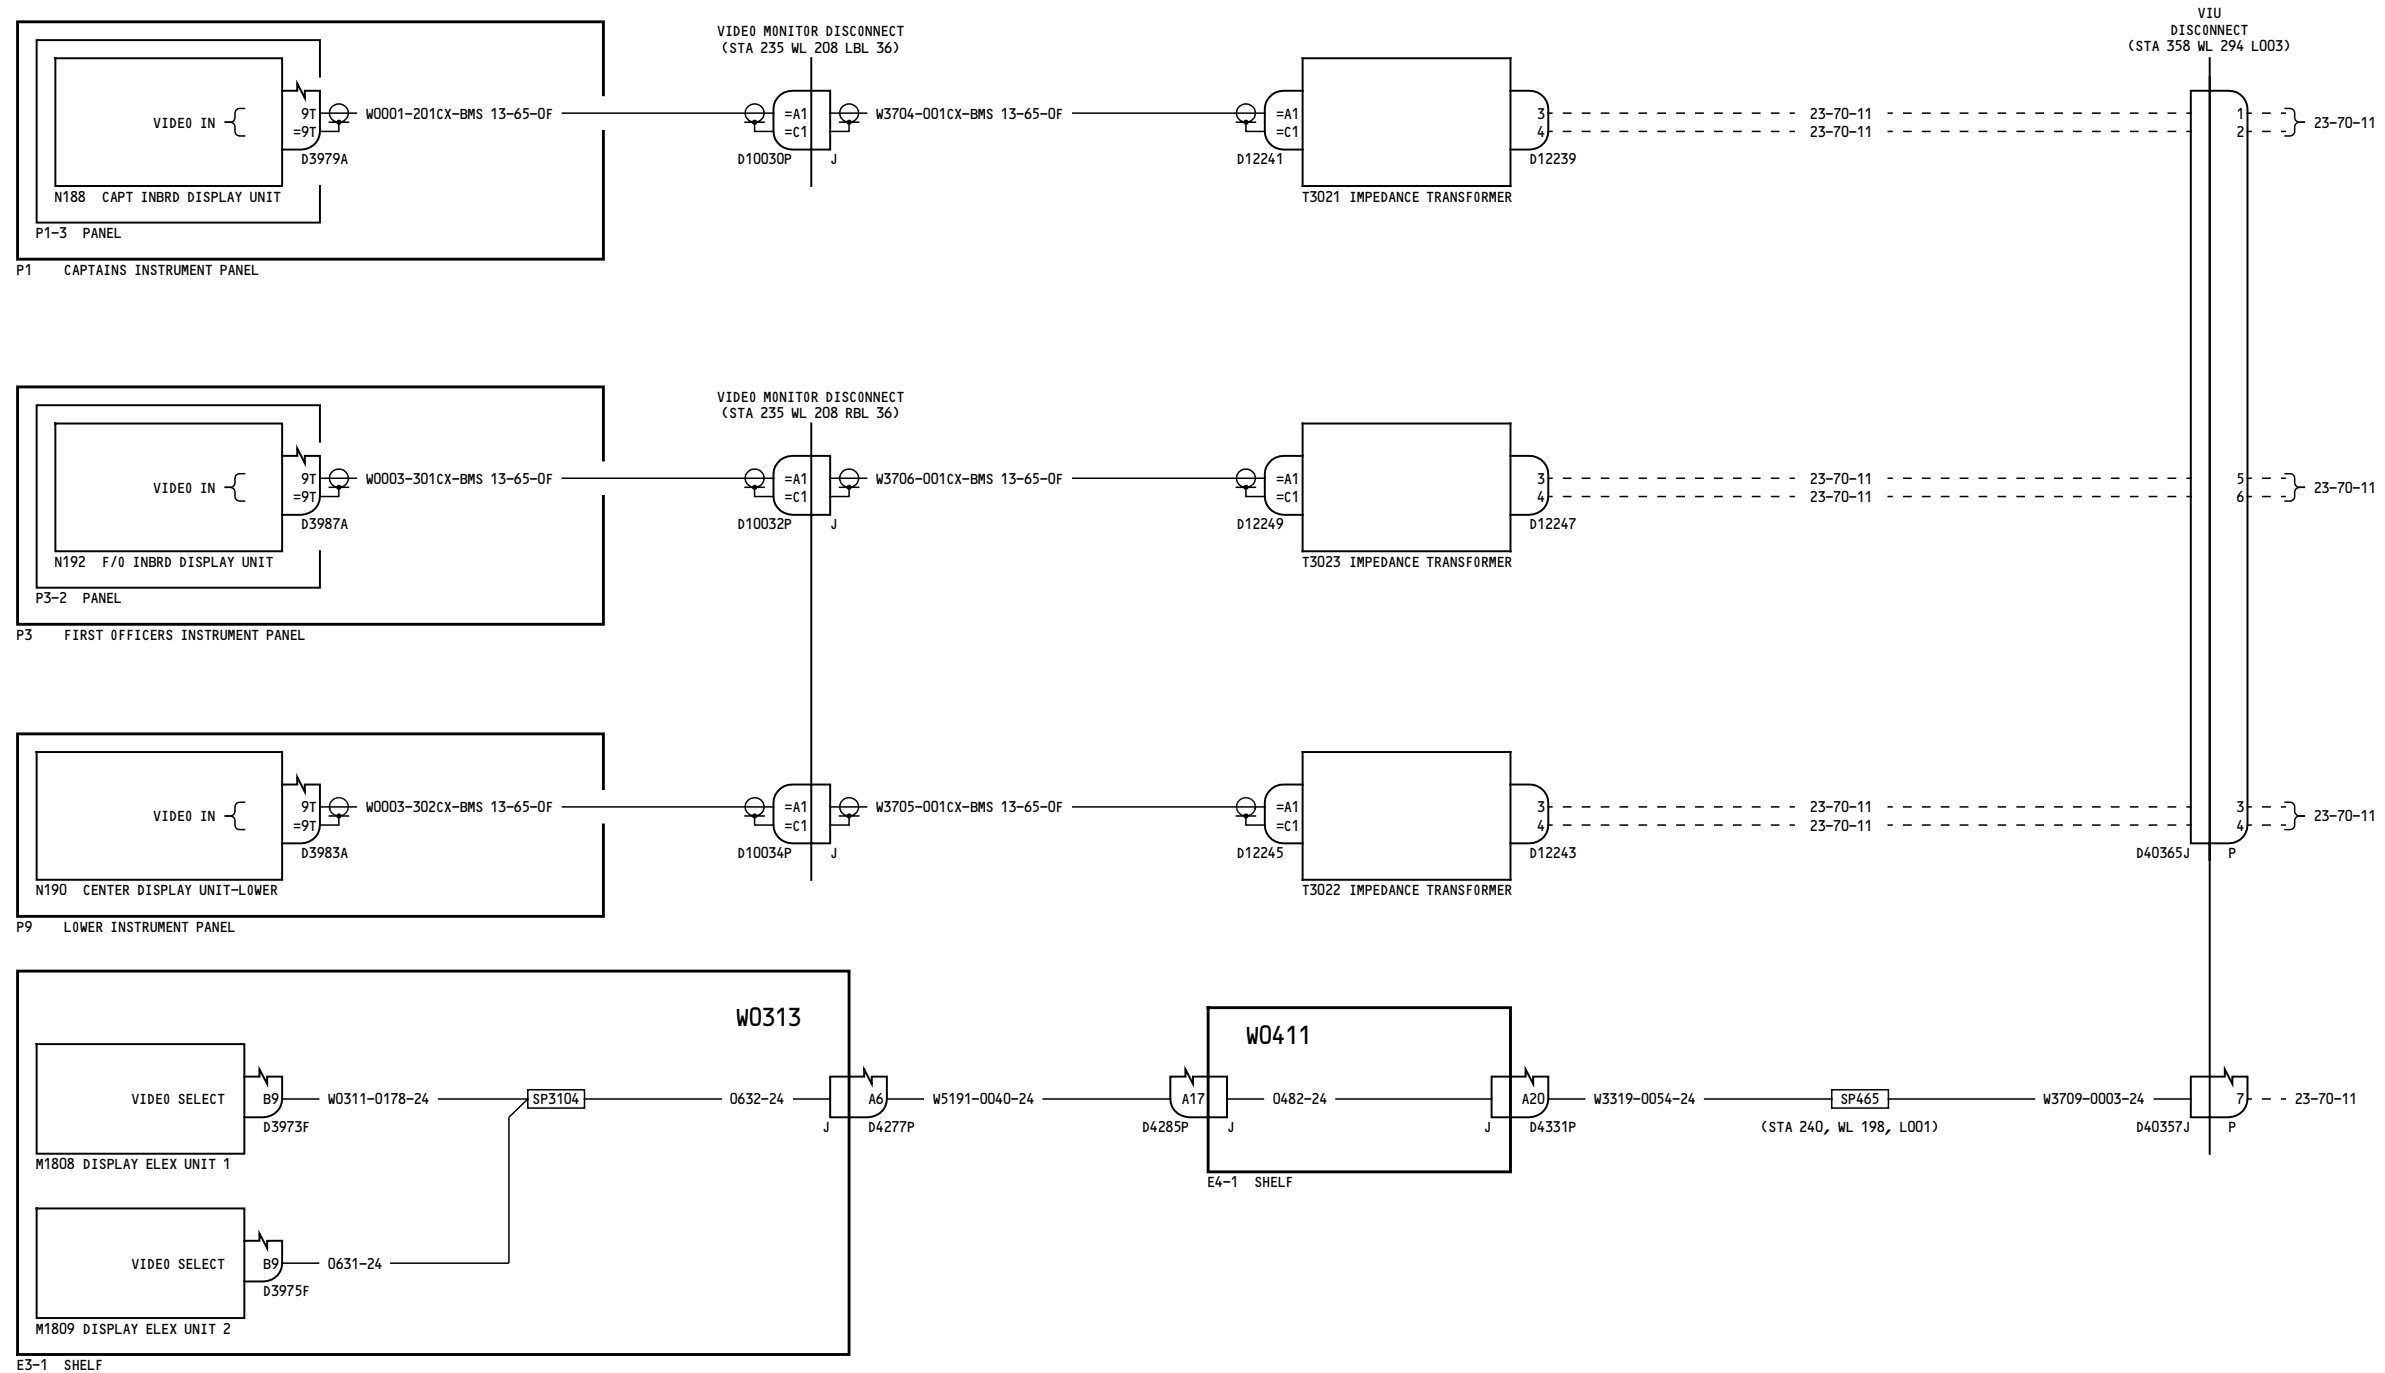 VIU
DISCONNECT
(STA 358 WL 294 L003)
VIDEO MONITOR DISCONNECT
(STA 235 WL 208 LBL 36)
VIDEO IN
9T
=9T
W0001-201CX-BMS 13-65-0F
=A1
=C1
W3704-001CX-BMS 13-65-0F
=A1
=C1
3
4
23-70-11
23-70-11
1
2
23-70-11
D3979A
D10030P
J
D12241
D12239
N188 CAPT INBRD DISPLAY UNIT
T3021 IMPEDANCE TRANSFORMER
P1-3 PANEL
P1 CAPTAINS INSTRUMENT PANEL
VIDEO MONITOR DISCONNECT
(STA 235 WL 208 RBL 36)
VIDEO IN
9T
=9T
W0003-301CX-BMS 13-65-0F
=A1
=C1
W3706-001CX-BMS 13-65-0F
=A1
=C1
3
4
23-70-11
23-70-11
5
6
23-70-11
D3987A
D10032P
J
D12249
D12247
N192 F/O INBRD DISPLAY UNIT
T3023 IMPEDANCE TRANSFORMER
P3-2 PANEL
P3 FIRST OFFICERS INSTRUMENT PANEL
VIDEO IN
9T
=9T
W0003-302CX-BMS 13-65-0F
=A1
=C1
W3705-001CX-BMS 13-65-0F
=A1
=C1
3
4
23-70-11
23-70-11
3
4
23-70-11
D3983A
D10034P
J
D12245
D12243
D40365J
P
N190 CENTER DISPLAY UNIT-LOWER
T3022 IMPEDANCE TRANSFORMER
P9 LOWER INSTRUMENT PANEL
W0313
W0411
VIDEO SELECT
B9
W0311-0178-24
SP3104
0632-24
A6
W5191-0040-24
A17
0482-24
A20
W3319-0054-24
SP465
W3709-0003-24
7
23-70-11
D3973F
J
D4277P
D4285P
J
J
D4331P
(STA 240, WL 198, L001)
D40357J
P
M1808 DISPLAY ELEX UNIT 1
E4-1 SHELF
VIDEO SELECT
B9
0631-24
D3975F
M1809 DISPLAY ELEX UNIT 2
E3-1 SHELF